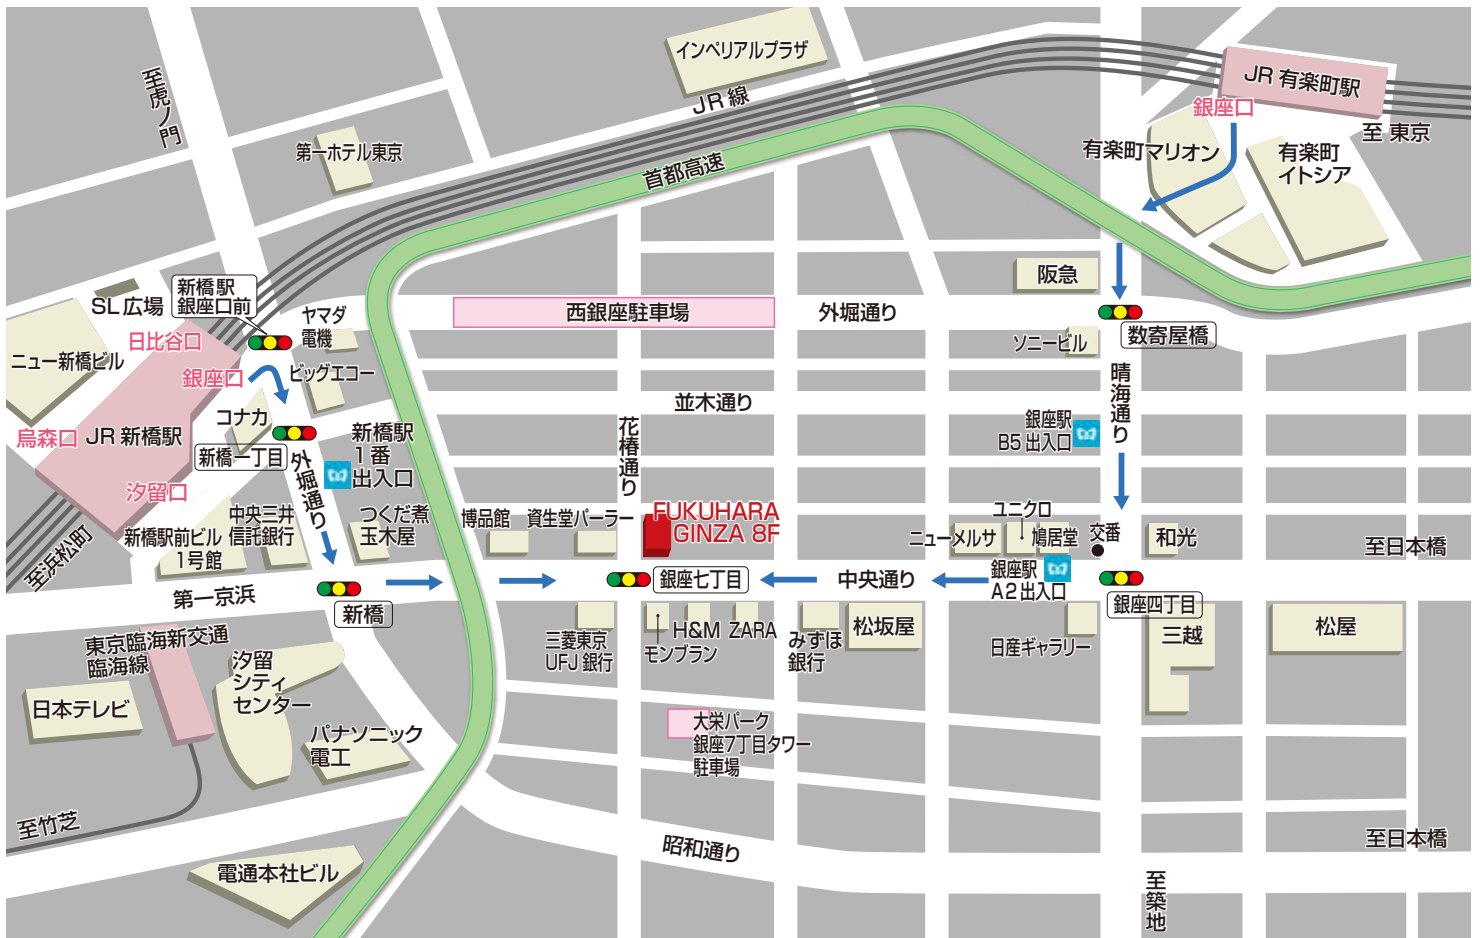 インペリアルプラザ
JR 有楽町駅
銀座口
至 東京
至虎ノ門
JR 線
第一ホテル東京
有楽町マリオン
有楽町
イトシア
首都高速
阪急
新橋駅
銀座口前
SL 広場
ヤマダ
電機
西銀座駐車場
外堀通り
数寄屋橋
ソニービル
日比谷口
ニュー新橋ビル
銀座口
ビッグエコー
晴海通り
並木通り
コナカ
烏森口
JR 新橋駅
新橋一丁目
新橋駅
1 番
出入口
花椿通り
銀座駅
B5 出入口
外堀通り
汐留口
中央三井
信託銀行
つくだ煮
玉木屋
博品館
資生堂パーラー
FUKUHARA
GINZA 8F
ユニクロ
ニューメルサ
鳩居堂
交番
和光
至日本橋
新橋駅前ビル
1号館
至浜松町
銀座駅
A2 出入口
第一京浜
新橋
銀座七丁目
中央通り
銀座四丁目
東京臨海新交通
臨海線
三菱東京
UFJ 銀行
モンブラン
H&M
ZARA
みずほ
銀行
松坂屋
日産ギャラリー
三越
松屋
汐留
シティ
センター
日本テレビ
パナソニック
電工
大栄パーク
銀座7丁目タワー
駐車場
至竹芝
昭和通り
至日本橋
電通本社ビル
至築地